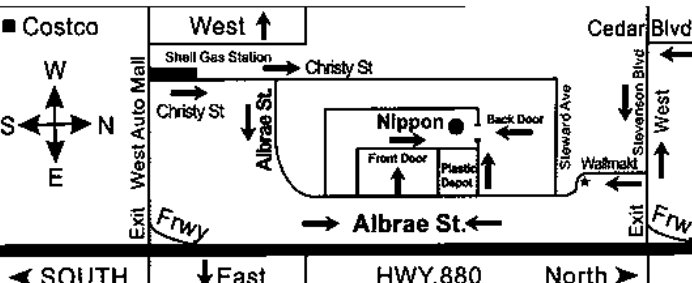 Costco
West
Cedar Blvd
Shell Gas Station
Christy St
W
S
N
E
West Auto Mall
Exit
Christy St
Albrae St.
Nippon
Back Door
Front Door
Plastic
Depot
Steward Ave
Stevenson Blvd
West
Wallmakt
Exit
Frwy
Albrae St.
Frw
SOUTH
East
HWY.880
North